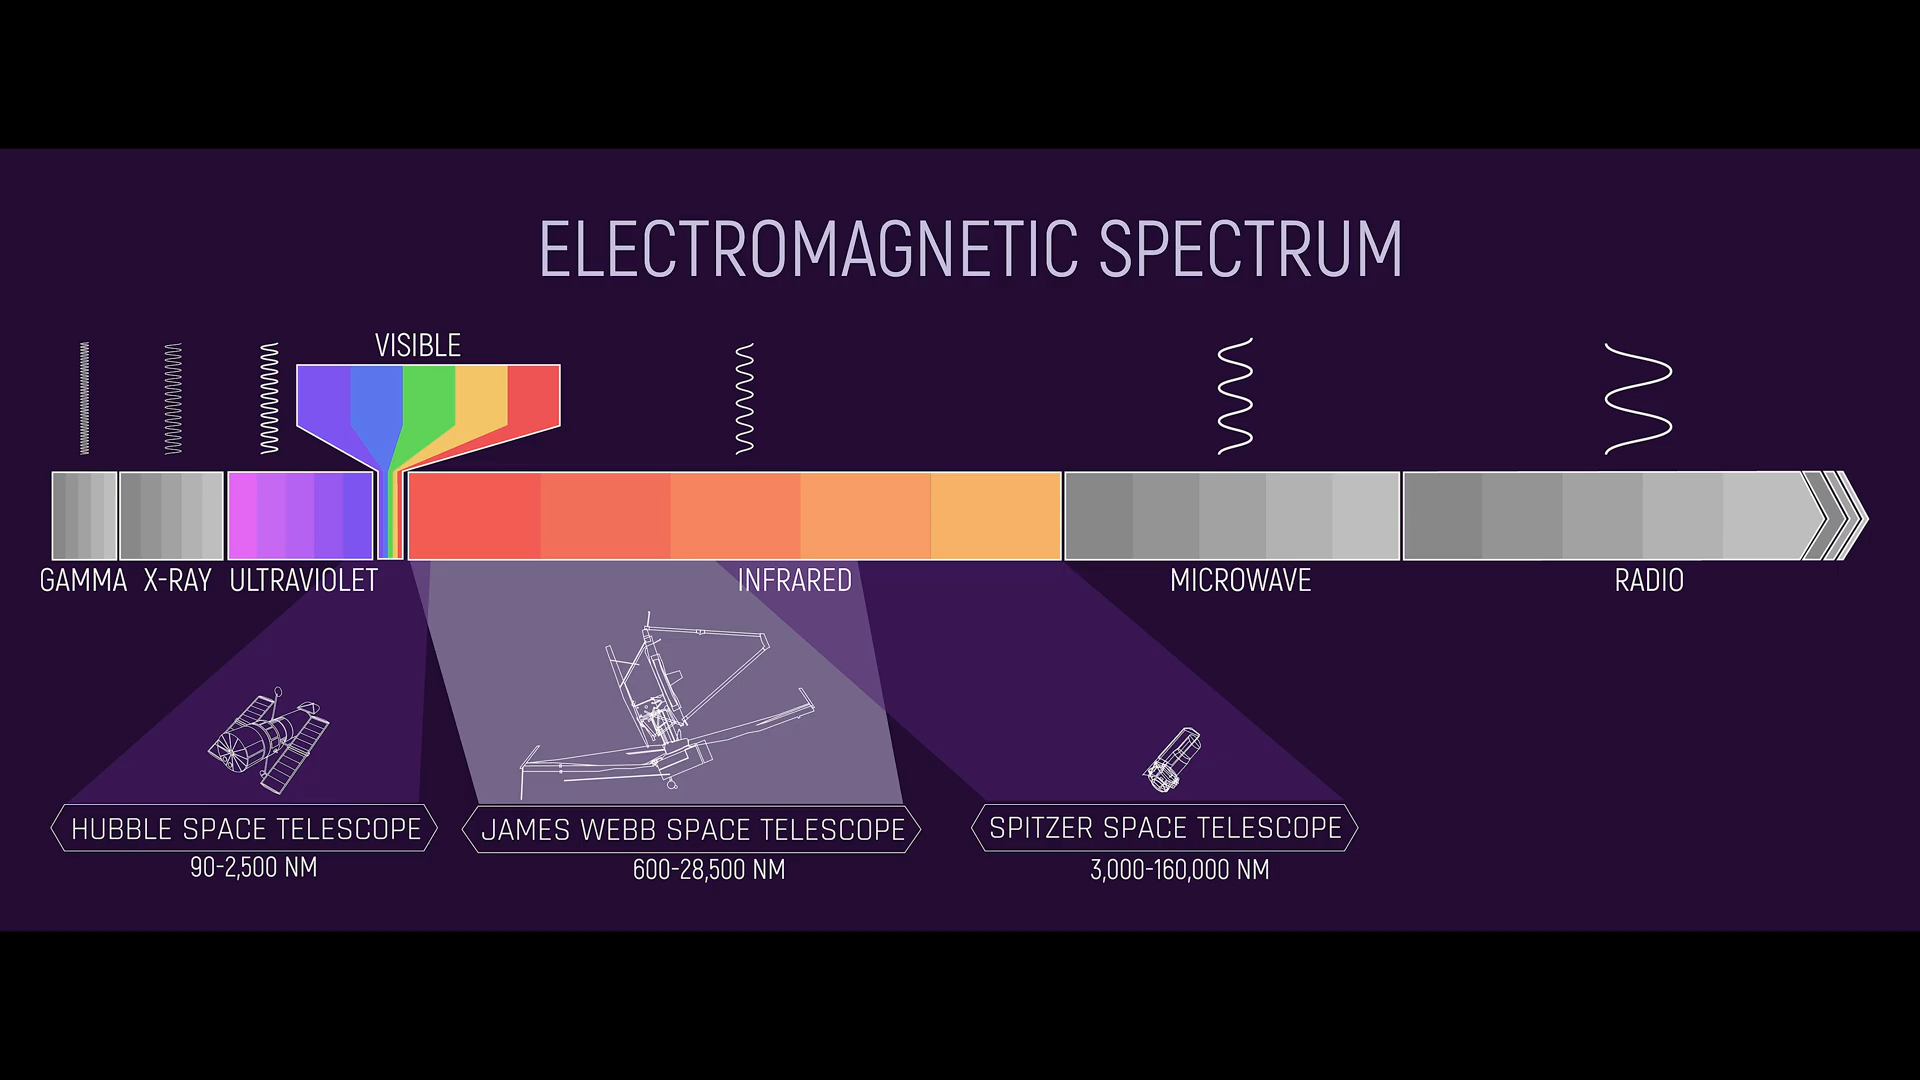 ELECTROMAGNETIC SPECTRUM
VISIBLE
GAMMA
X-RAY
ULTRAVIOLET
INFRARED
MICROWAVE
RADIO
HUBBLE SPACE TELESCOPE
90-2,500 NM
JAMES WEBB SPACE TELESCOPE
600-28,500 NM
SPITZER SPACE TELESCOPE
3,000-160,000 NM